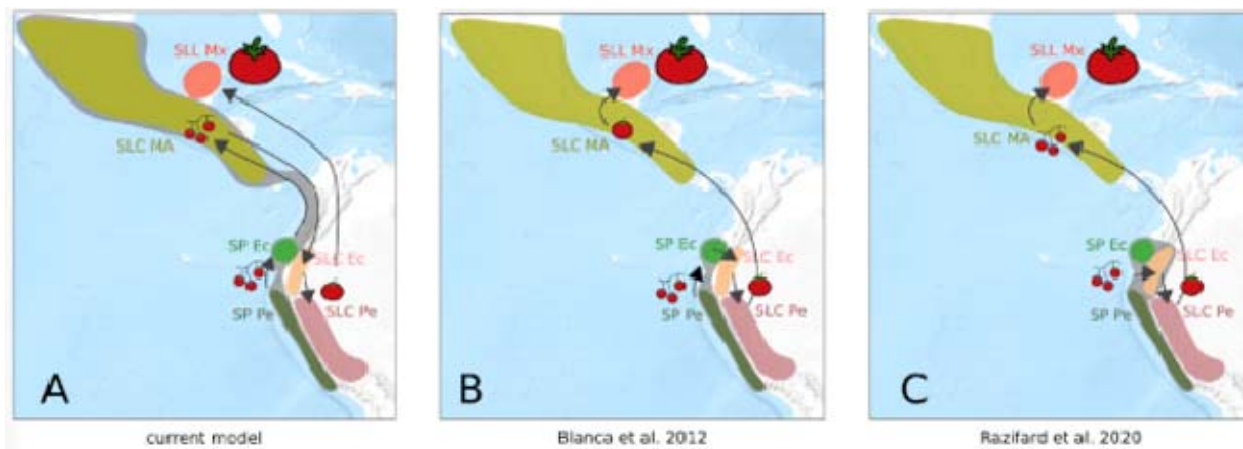 SLL Mx
SLC MA
SP Ec
SLC Ec
SP Pe
SLC Pe
A
current model
SLL Mx
SLC MA
SP Ec
SLC Ec
SP Pe
SLC Pe
B
Blanca et al. 2012
SLL Mx
SLC MA
SP Ec
SLC Ec
SP Pe
SLC Pe
C
Razifard et al. 2020